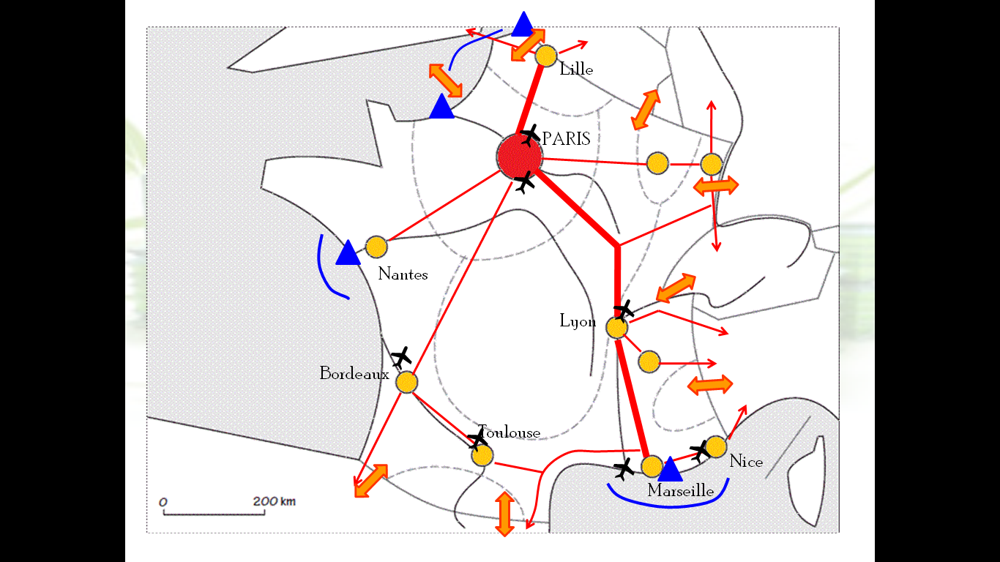 Lille
PARIS
Nantes
Lyon
Bordeaux
Toulouse
Nice
Marseille
0 200 km